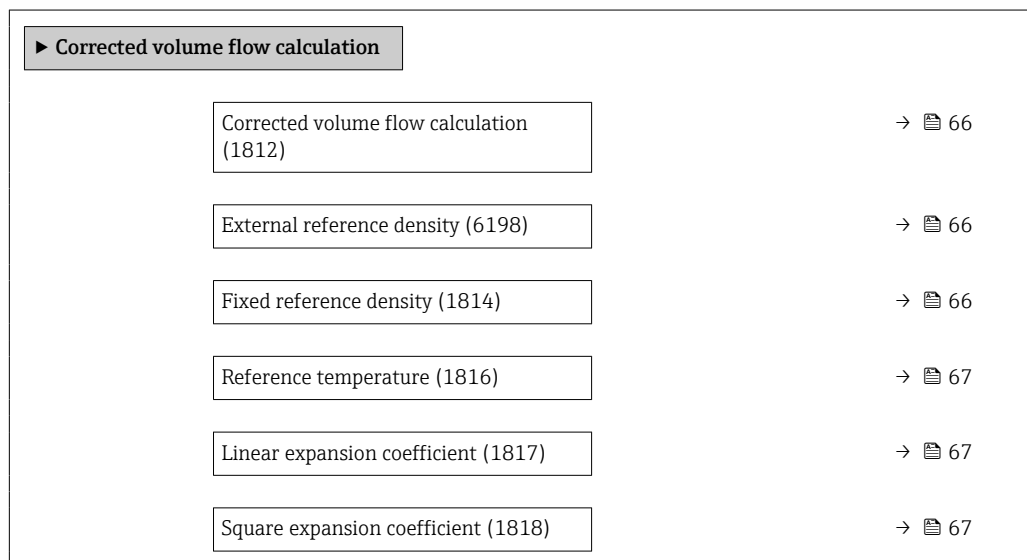 ▶ Corrected volume flow calculation
Corrected volume flow calculation → 66
(1812)
External reference density (6198) → 66
Fixed reference density (1814) → 66
Reference temperature (1816) → 67
Linear expansion coefficient (1817) → 67
Square expansion coefficient (1818) → 67